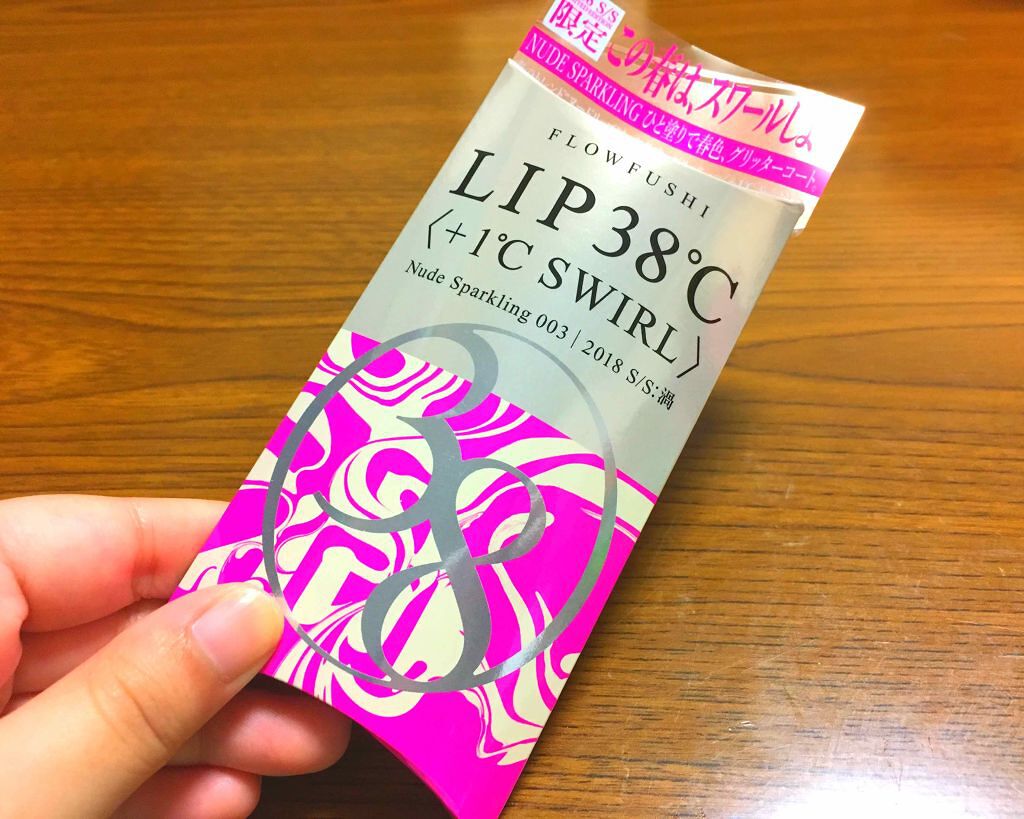 S/S
限定
この春は、スワールしよ
NUDE SPARKLING ひと塗りで春色、グリッターコート。
FLOWFUSHI
LIP38℃
〈+1℃ SWIRL〉
Nude Sparkling 003 | 2018 S/S:渦
38